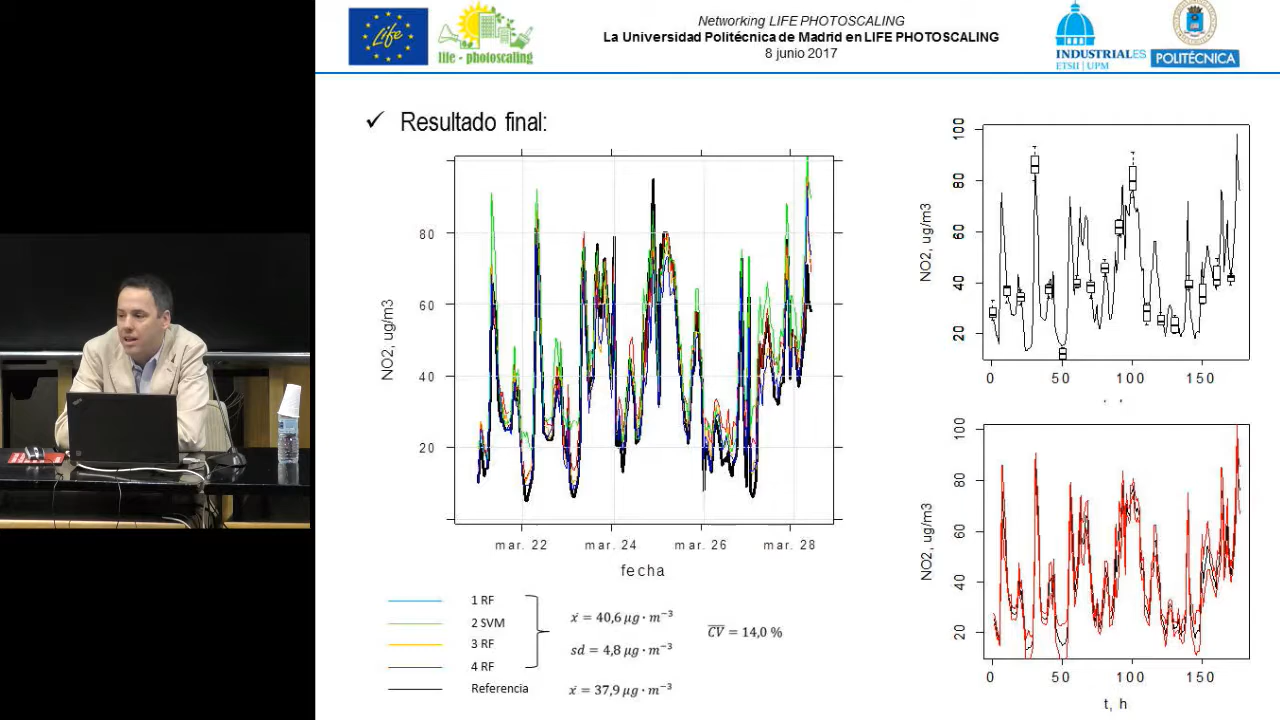 Life
life - photoscaling
Networking LIFE PHOTOSCALING
La Universidad Politécnica de Madrid en LIFE PHOTOSCALING
8 junio 2017
INDUSTRIALES
ETSII | UPM
POLITÉCNICA
✓ Resultado final:
NO2, ug/m3
80
60
40
20
mar. 22 mar. 24 mar. 26 mar. 28
fecha
1 RF
2 SVM
3 RF
4 RF
Referencia
ẋ = 40,6 μg · m⁻³
sd = 4,8 μg · m⁻³
ẋ = 37,9 μg · m⁻³
CV = 14,0 %
NO2, ug/m3
100
80
60
40
20
0 50 100 150
NO2, ug/m3
100
80
60
40
20
0 50 100 150
t, h